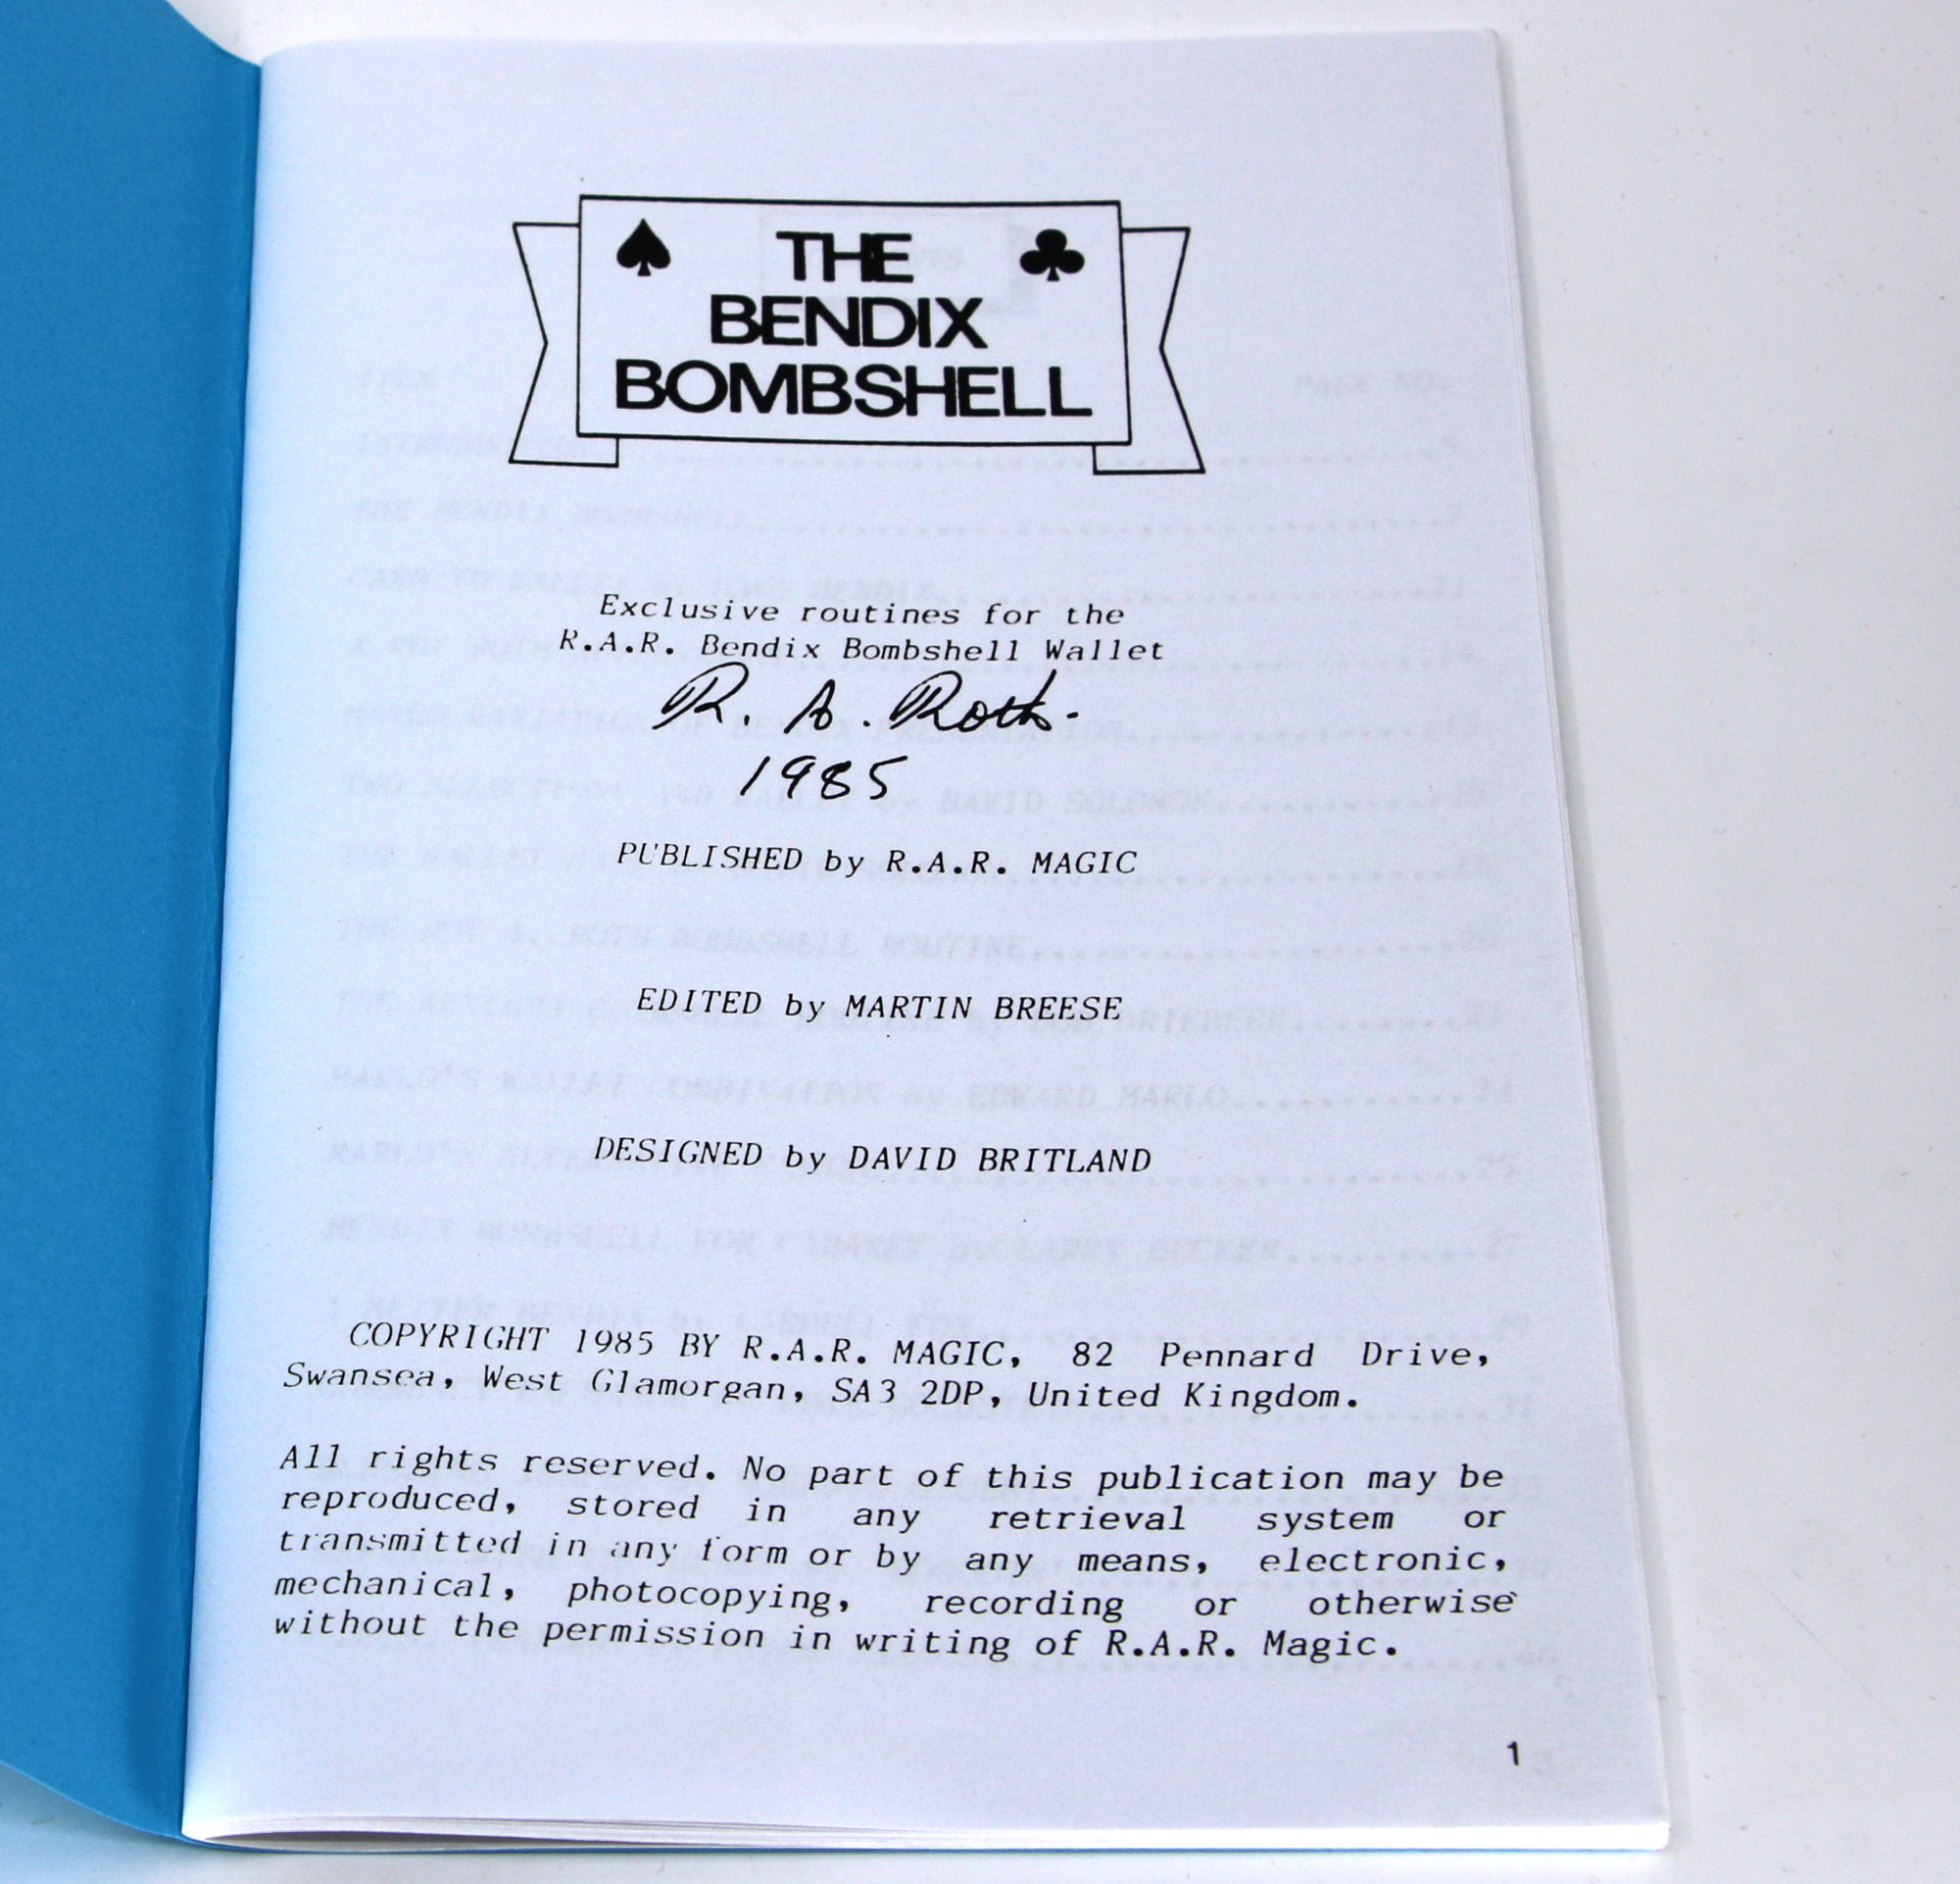 THE
BENDIX
BOMBSHELL
Exclusive routines for the
R.A.R. Bendix Bombshell Wallet
R. A. Roth.
1985
PUBLISHED by R.A.R. MAGIC
EDITED by MARTIN BREESE
DESIGNED by DAVID BRITLAND
COPYRIGHT 1985 BY R.A.R. MAGIC, 82 Pennard Drive,
Swansea, West Glamorgan, SA3 2DP, United Kingdom.
All rights reserved. No part of this publication may be
reproduced, stored in any retrieval system or
transmitted in any form or by any means, electronic,
mechanical, photocopying, recording or otherwise
without the permission in writing of R.A.R. Magic.
1